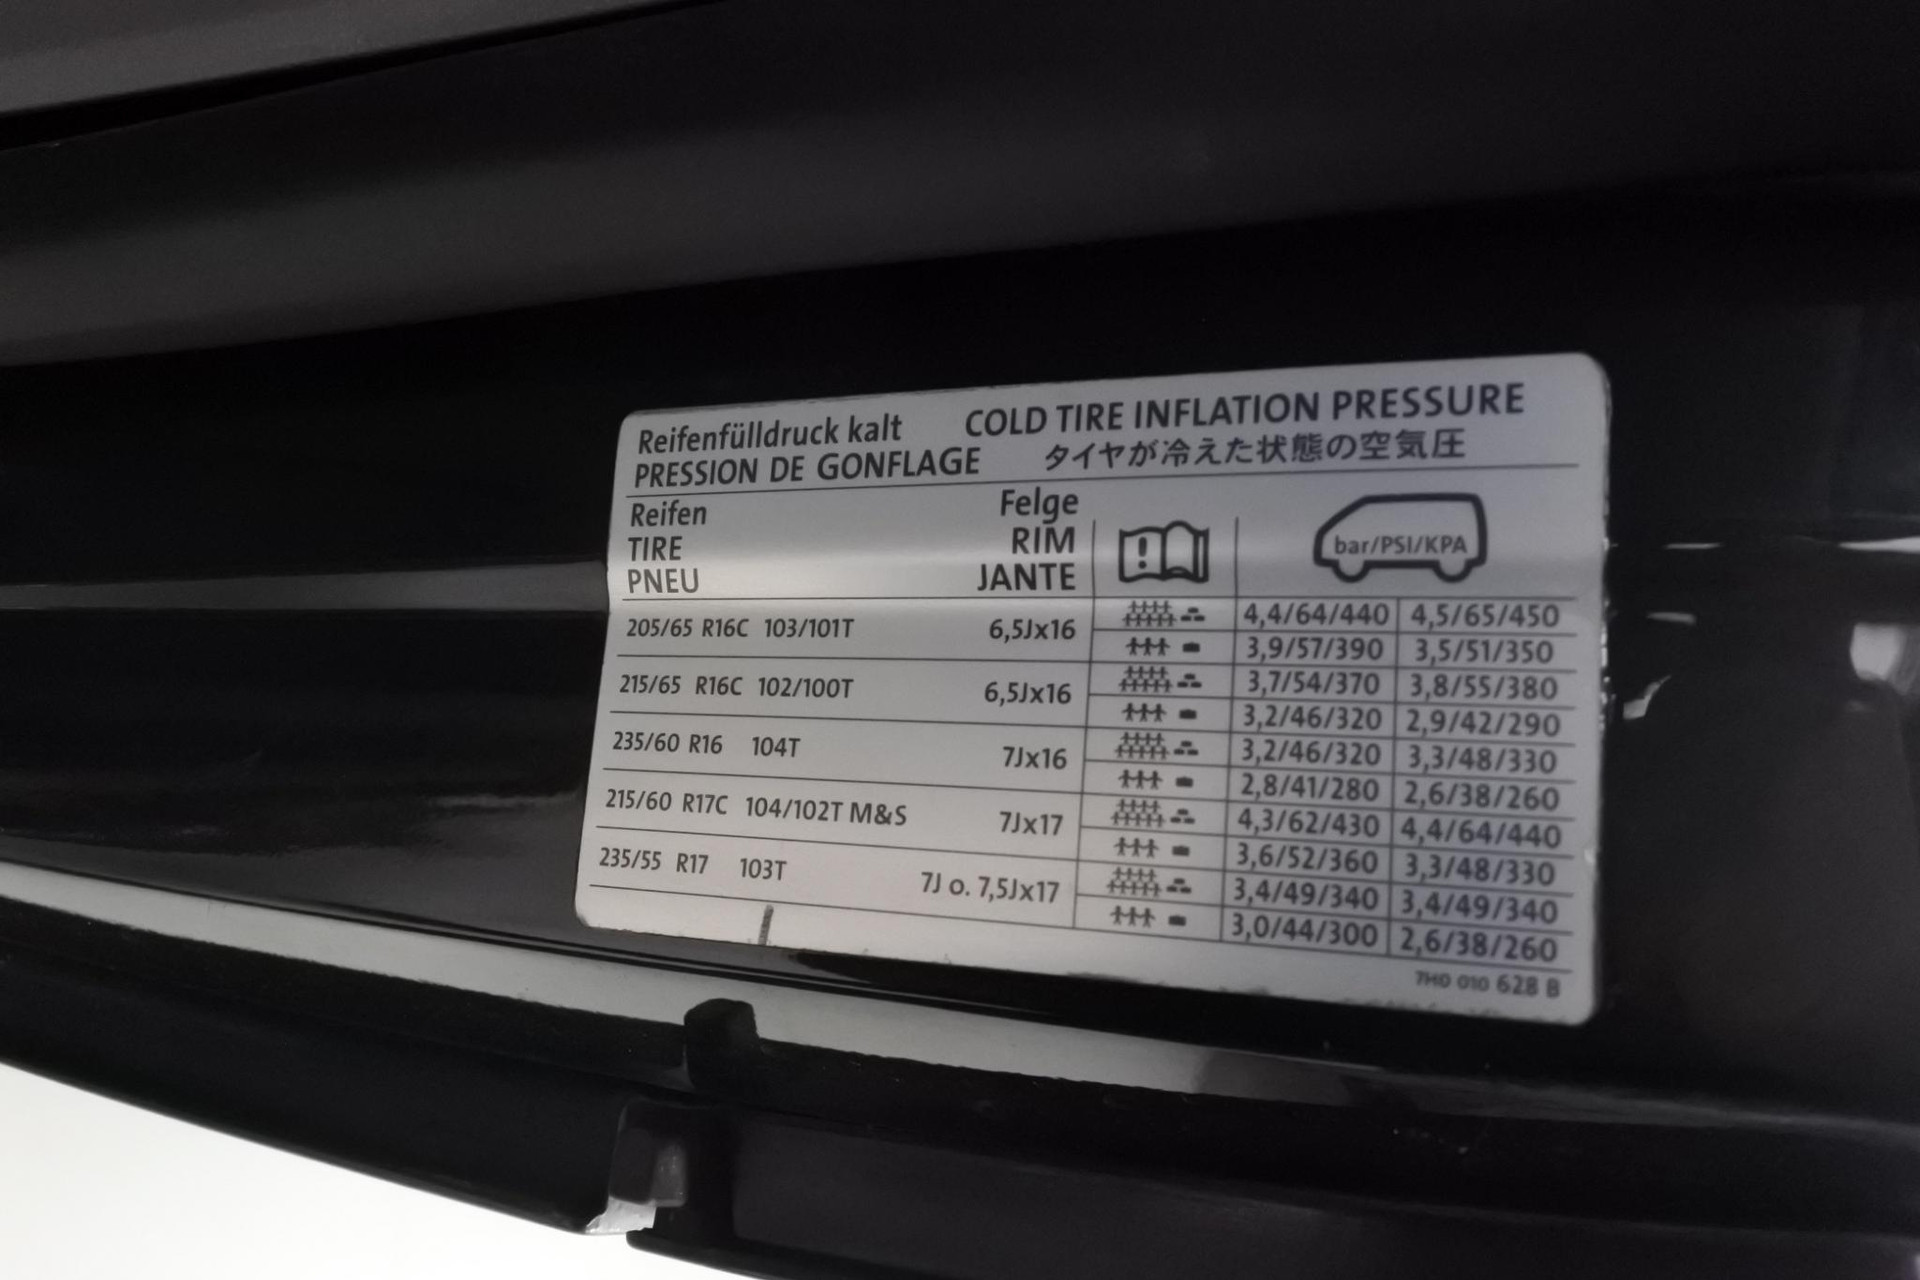 Reifenfülldruck kalt COLD TIRE INFLATION PRESSURE
PRESSION DE GONFLAGE タイヤが冷えた状態の空気圧
Reifen Felge
TIRE RIM
PNEU JANTE
bar/PSI/KPA
205/65 R16C 103/101T 6,5Jx16 4,4/64/440 4,5/65/450
3,9/57/390 3,5/51/350
215/65 R16C 102/100T 6,5Jx16 3,7/54/370 3,8/55/380
3,2/46/320 2,9/42/290
235/60 R16 104T 7Jx16 3,2/46/320 3,3/48/330
2,8/41/280 2,6/38/260
215/60 R17C 104/102T M&S 7Jx17 4,3/62/430 4,4/64/440
3,6/52/360 3,3/48/330
235/55 R17 103T 7J o. 7,5Jx17 3,4/49/340 3,4/49/340
3,0/44/300 2,6/38/260
7H0 010 628 B